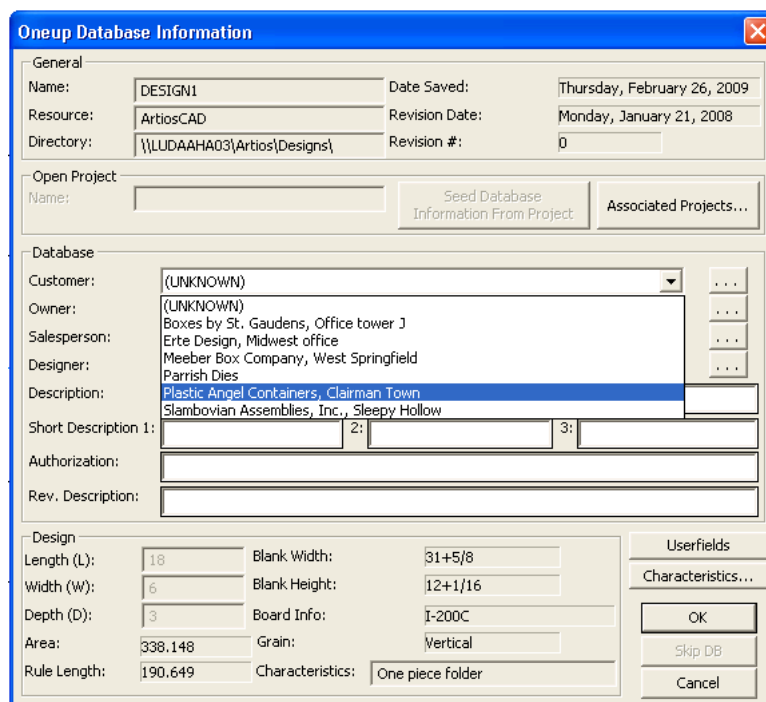 Oneup Database Information
General
Name: DESIGN1 Date Saved: Thursday, February 26, 2009
Resource: ArtiosCAD Revision Date: Monday, January 21, 2008
Directory: \\LUDAAHA03\Artios\Designs\ Revision #: 0
Open Project
Name: Seed Database Information From Project Associated Projects...
Database
Customer: (UNKNOWN) ...
Owner: (UNKNOWN) ...
Boxes by St. Gaudens, Office tower J
Salesperson: Erte Design, Midwest office ...
Meeber Box Company, West Springfield
Designer: Parrish Dies ...
Description: Plastic Angel Containers, Clairman Town
Slambovian Assemblies, Inc., Sleepy Hollow
Short Description 1: 2: 3:
Authorization:
Rev. Description:
Design
Length (L): 18 Blank Width: 31+5/8 Userfields
Width (W): 6 Blank Height: 12+1/16 Characteristics...
Depth (D): 3 Board Info: I-200C OK
Area: 338.148 Grain: Vertical Skip DB
Rule Length: 190.649 Characteristics: One piece folder Cancel